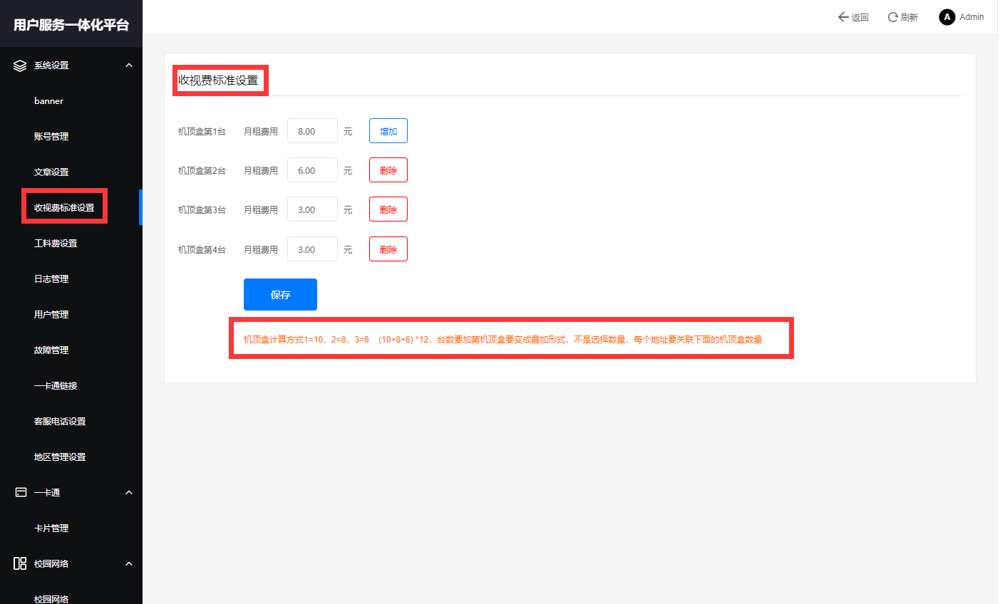 用户服务一体化平台
返回
刷新
A
Admin
系统设置
banner
账号管理
文章设置
收视费标准设置
工料费设置
日志管理
用户管理
故障管理
一卡通链接
客服电话设置
地区管理设置
一卡通
卡片管理
校园网络
校园网络
收视费标准设置
机顶盒第1台 月租费用 8.00 元 增加
机顶盒第2台 月租费用 6.00 元 删除
机顶盒第3台 月租费用 3.00 元 删除
机顶盒第4台 月租费用 3.00 元 删除
保存
机顶盒计算方式1=10，2=8，3=6 (10+8+6)*12，台数要加第机顶盒要变成叠加形式，不是选择数量，每个地址要关联下面的机顶盒数量